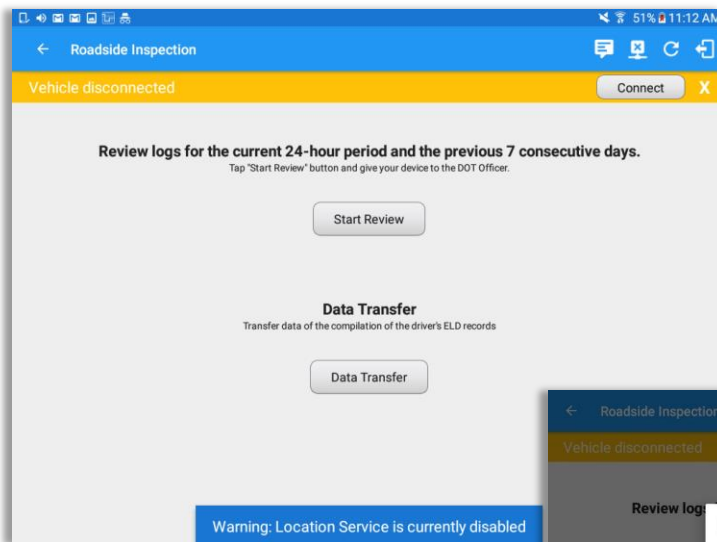 51% 11:12 AM
Roadside Inspection
Vehicle disconnected
Connect X
Review logs for the current 24-hour period and the previous 7 consecutive days.
Tap "Start Review" button and give your device to the DOT Officer.
Start Review
Data Transfer
Transfer data of the compilation of the driver's ELD records
Data Transfer
Warning: Location Service is currently disabled
Roadside Inspection
Vehicle disconnected
Review logs